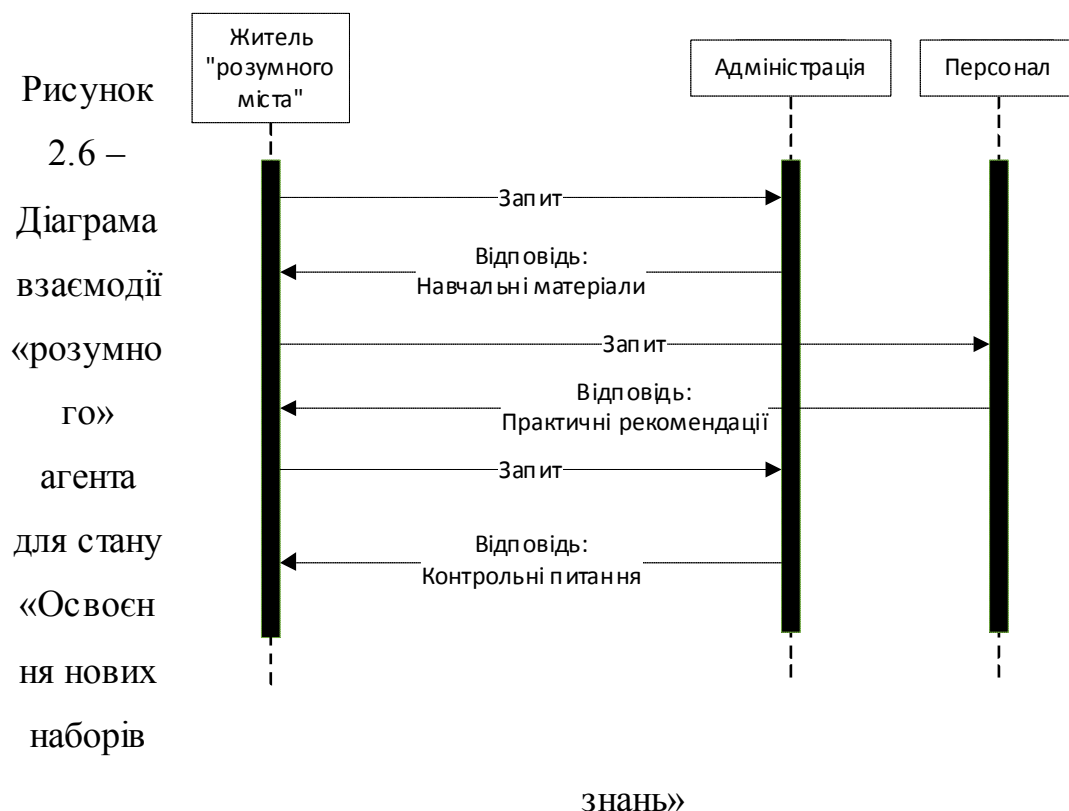 Житель
"розумного
міста"
Адміністрація
Персонал
Запит
Відповідь:
Навчальні матеріали
Запит
Відповідь:
Практичні рекомендації
Запит
Відповідь:
Контрольні питання
Рисунок
2.6 –
Діаграма
взаємодії
«розумно
го»
агента
для стану
«Освоєн
ня нових
наборів
знань»